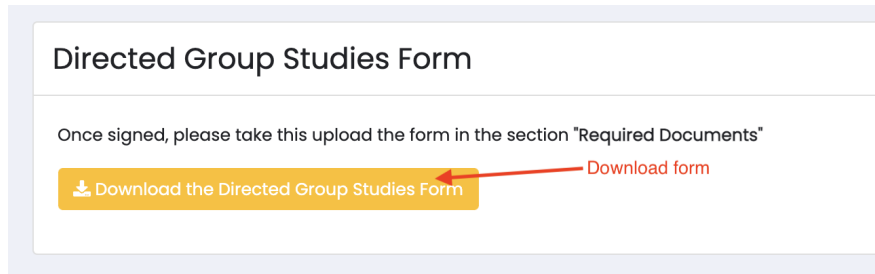 Directed Group Studies Form
Once signed, please take this upload the form in the section "Required Documents"
Download form
Download the Directed Group Studies Form